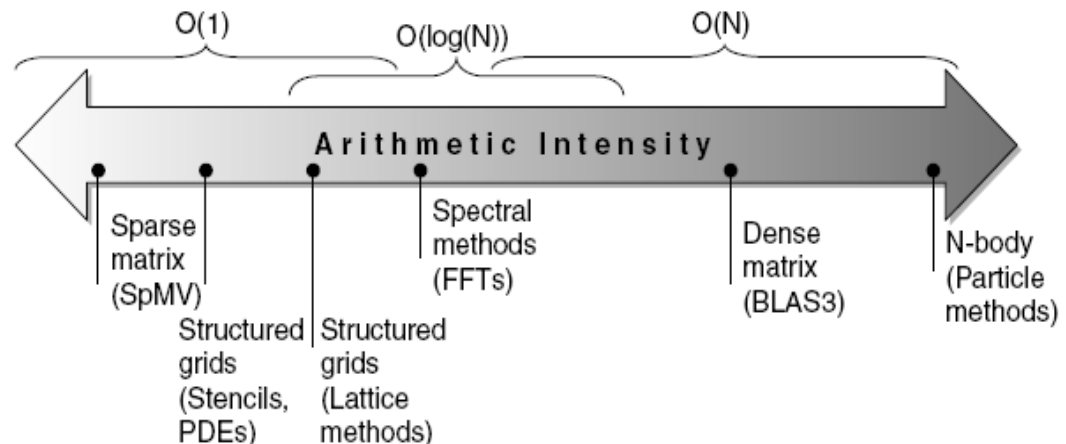 O(1)
O(log(N))
O(N)
Arithmetic Intensity
Sparse
matrix
(SpMV)
Structured
grids
(Stencils,
PDEs)
Structured
grids
(Lattice
methods)
Spectral
methods
(FFTs)
Dense
matrix
(BLAS3)
N-body
(Particle
methods)